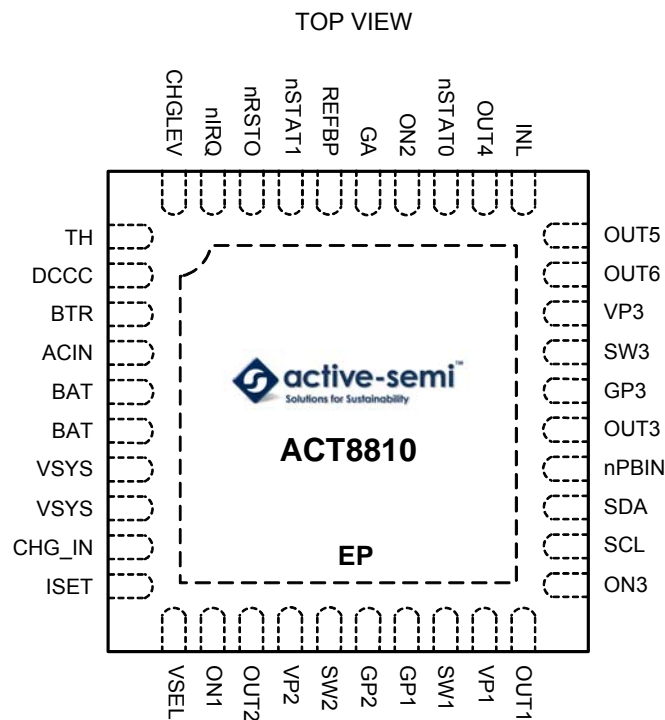 TOP VIEW
CHGLEV
nIRQ
nRSTO
nSTAT1
REFBP
GA
ON2
nSTAT0
OUT4
INL
TH
DCCC
BTR
ACIN
BAT
BAT
VSYS
VSYS
CHG_IN
ISET
OUT5
OUT6
VP3
SW3
GP3
OUT3
nPBIN
SDA
SCL
ON3
active-semi™
Solutions for Sustainability
ACT8810
EP
VSEL
ON1
OUT2
VP2
SW2
GP2
GP1
SW1
VP1
OUT1